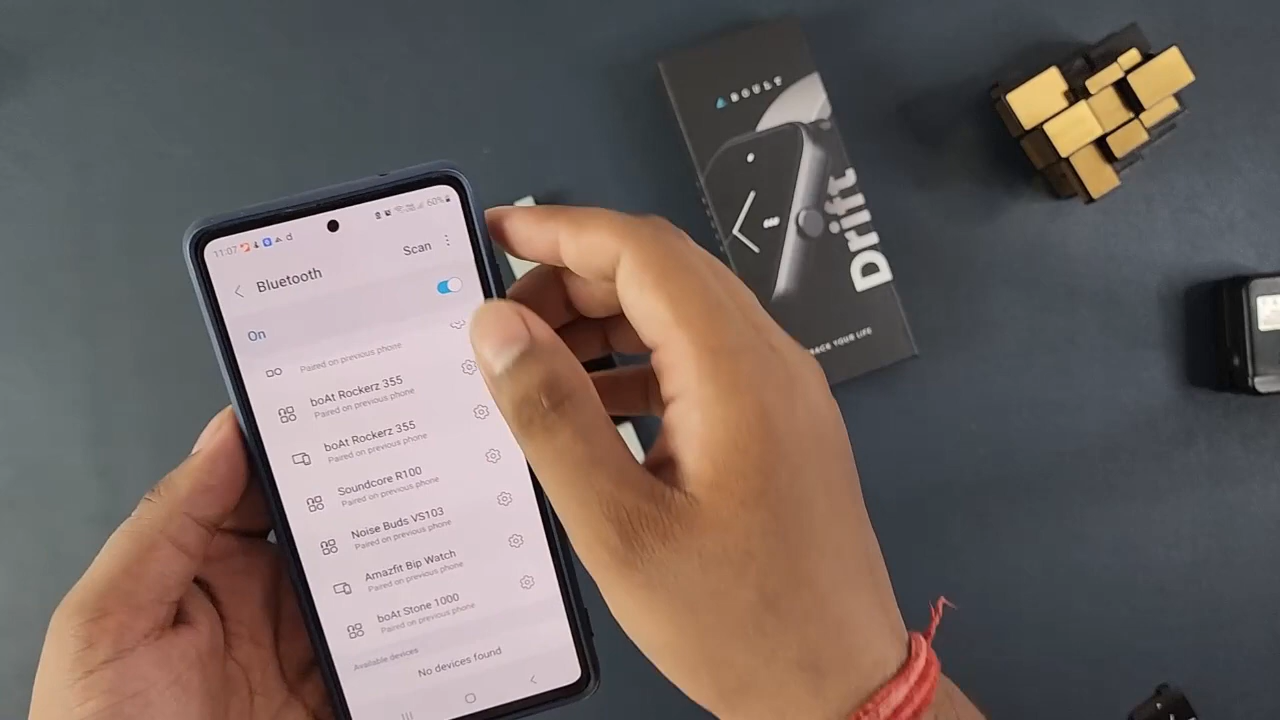 11:07
60%
Scan
Bluetooth
On
Paired on previous phone
boAt Rockerz 355
Paired on previous phone
boAt Rockerz 355
Paired on previous phone
Soundcore R100
Paired on previous phone
Noise Buds VS103
Paired on previous phone
Amazfit Bip Watch
Paired on previous phone
boAt Stone 1000
Paired on previous phone
Available devices
No devices found
BOULT
Drift
YOUR LIFE